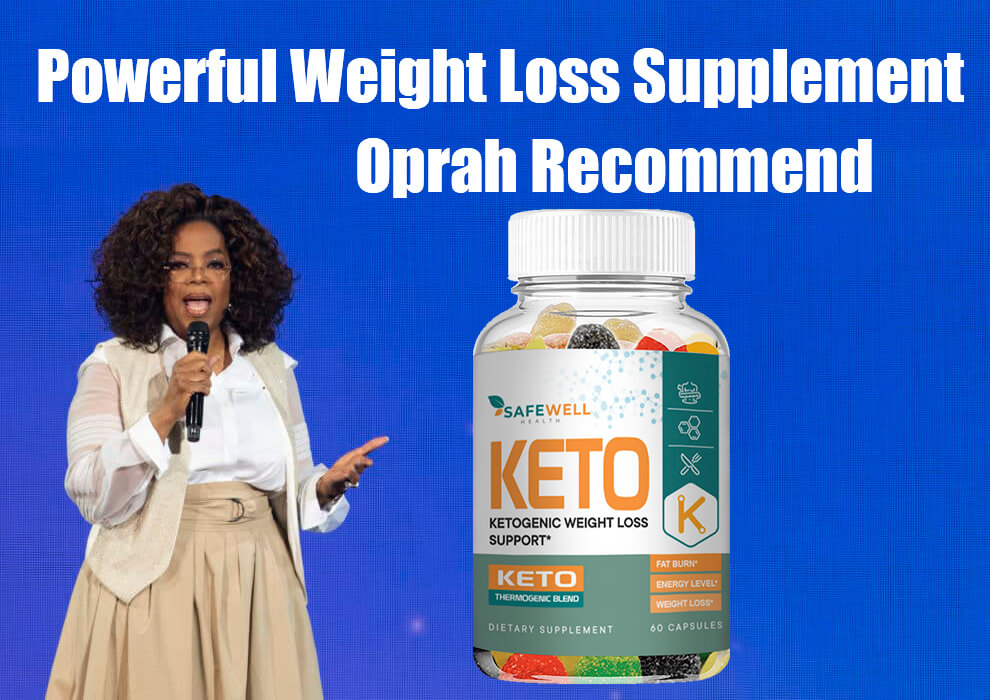 Powerful Weight Loss Supplement
Oprah Recommend
SAFEWELL
HEALTH
KETO
KETOGENIC WEIGHT LOSS
SUPPORT*
K
KETO
THERMOGENIC BLEND
FAT BURN*
ENERGY LEVEL*
WEIGHT LOSS*
DIETARY SUPPLEMENT
60 CAPSULES